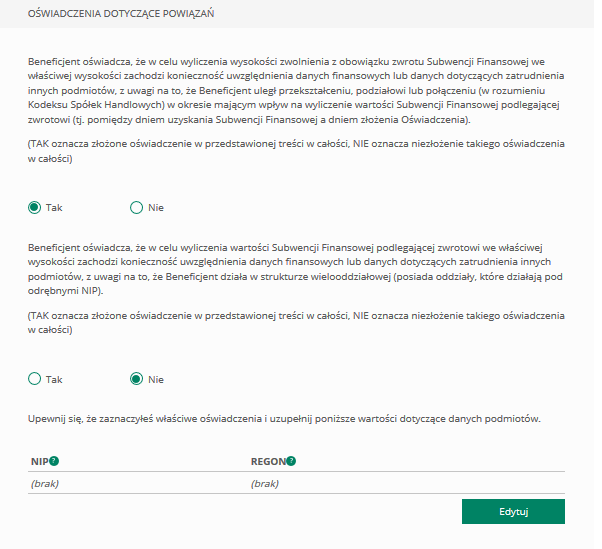 OŚWIADCZENIA DOTYCZĄCE POWIĄZAŃ
Beneficjent oświadcza, że w celu wyliczenia wysokości zwolnienia z obowiązku zwrotu Subwencji Finansowej we
właściwej wysokości zachodzi konieczność uwzględnienia danych finansowych lub danych dotyczących zatrudnienia
innych podmiotów, z uwagi na to, że Beneficjent uległ przekształceniu, podziałowi lub połączeniu (w rozumieniu
Kodeksu Spółek Handlowych) w okresie mającym wpływ na wyliczenie wartości Subwencji Finansowej podlegającej
zwrotowi (tj. pomiędzy dniem uzyskania Subwencji Finansowej a dniem złożenia Oświadczenia).
(TAK oznacza złożone oświadczenie w przedstawionej treści w całości, NIE oznacza niezłożenie takiego oświadczenia
w całości)
Tak Nie
Beneficjent oświadcza, że w celu wyliczenia wartości Subwencji Finansowej podlegającej zwrotowi we właściwej
wysokości zachodzi konieczność uwzględnienia danych finansowych lub danych dotyczących zatrudnienia innych
podmiotów, z uwagi na to, że Beneficjent działa w strukturze wielooddziałowej (posiada oddziały, które działają pod
odrębnymi NIP).
(TAK oznacza złożone oświadczenie w przedstawionej treści w całości, NIE oznacza niezłożenie takiego oświadczenia
w całości)
Tak Nie
Upewnij się, że zaznaczyłeś właściwe oświadczenia i uzupełnij poniższe wartości dotyczące danych podmiotów.
NIP? REGON?
(brak) (brak)
Edytuj